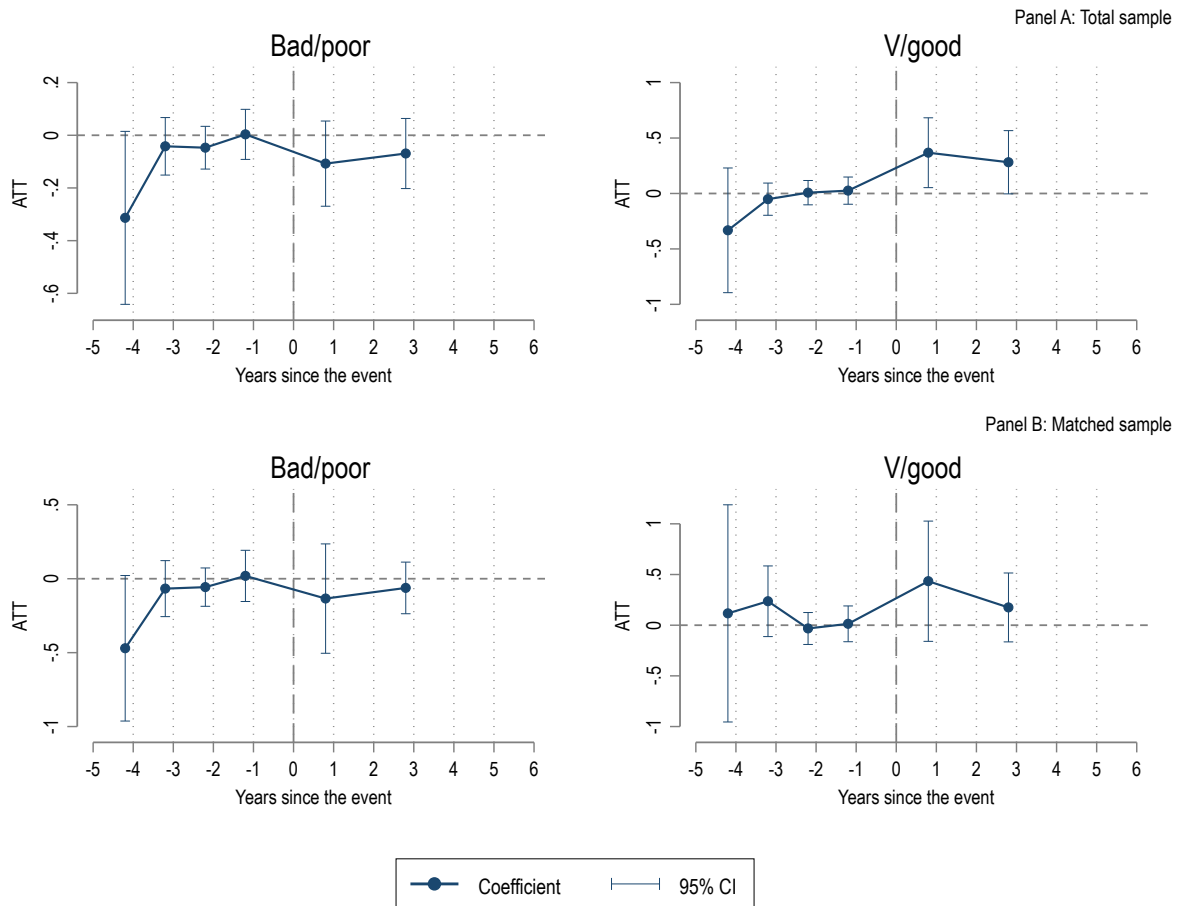 Panel A: Total sample
Bad/poor
V/good
.2
0
-.2
-.4
-.6
ATT
-5 -4 -3 -2 -1 0 1 2 3 4 5 6
Years since the event
1
.5
0
-.5
-1
ATT
-5 -4 -3 -2 -1 0 1 2 3 4 5 6
Years since the event
Panel B: Matched sample
Bad/poor
V/good
.5
0
-.5
-1
ATT
-5 -4 -3 -2 -1 0 1 2 3 4 5 6
Years since the event
1
.5
0
-.5
-1
ATT
-5 -4 -3 -2 -1 0 1 2 3 4 5 6
Years since the event
Coefficient 95% CI